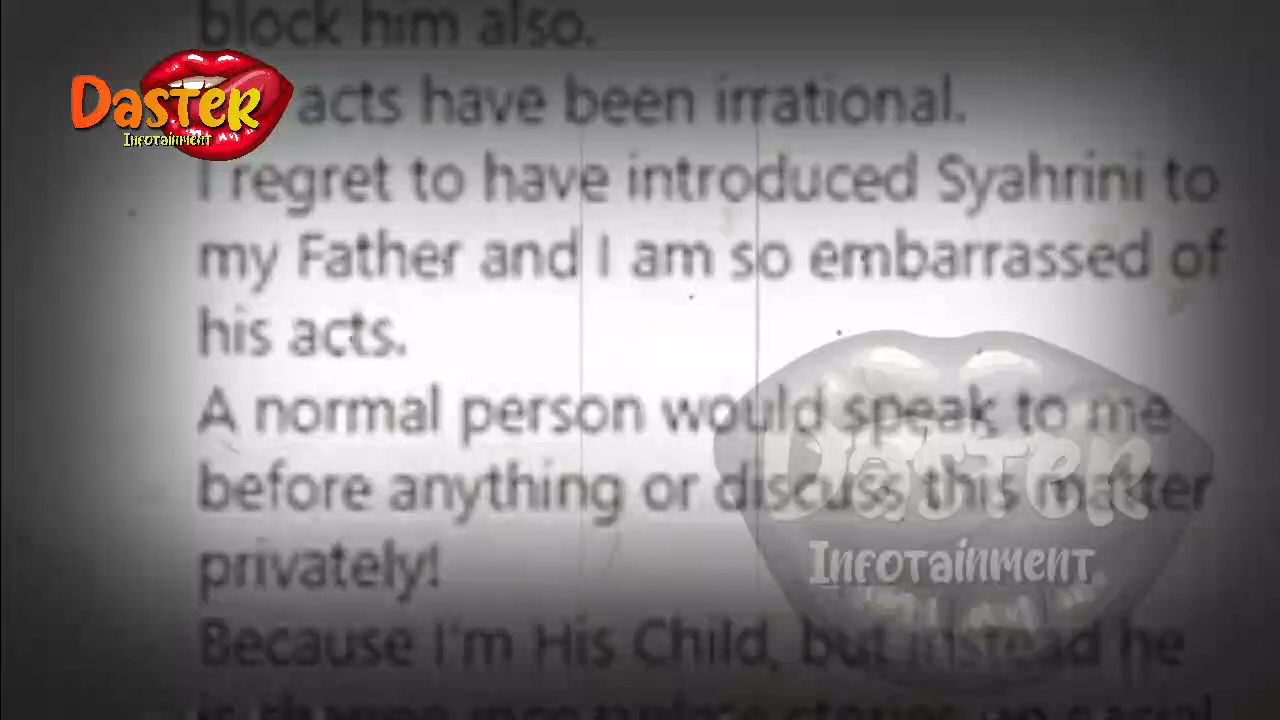 block him also.
DASTER
INFOTAINMENT
acts have been irrational.
I regret to have introduced Syahrini to
my Father and I am so embarrassed of
his acts.
A normal person would speak to me
before anything or discuss this matter
privately!
DASTER
INFOTAINMENT
Because I'm His Child, but instead he